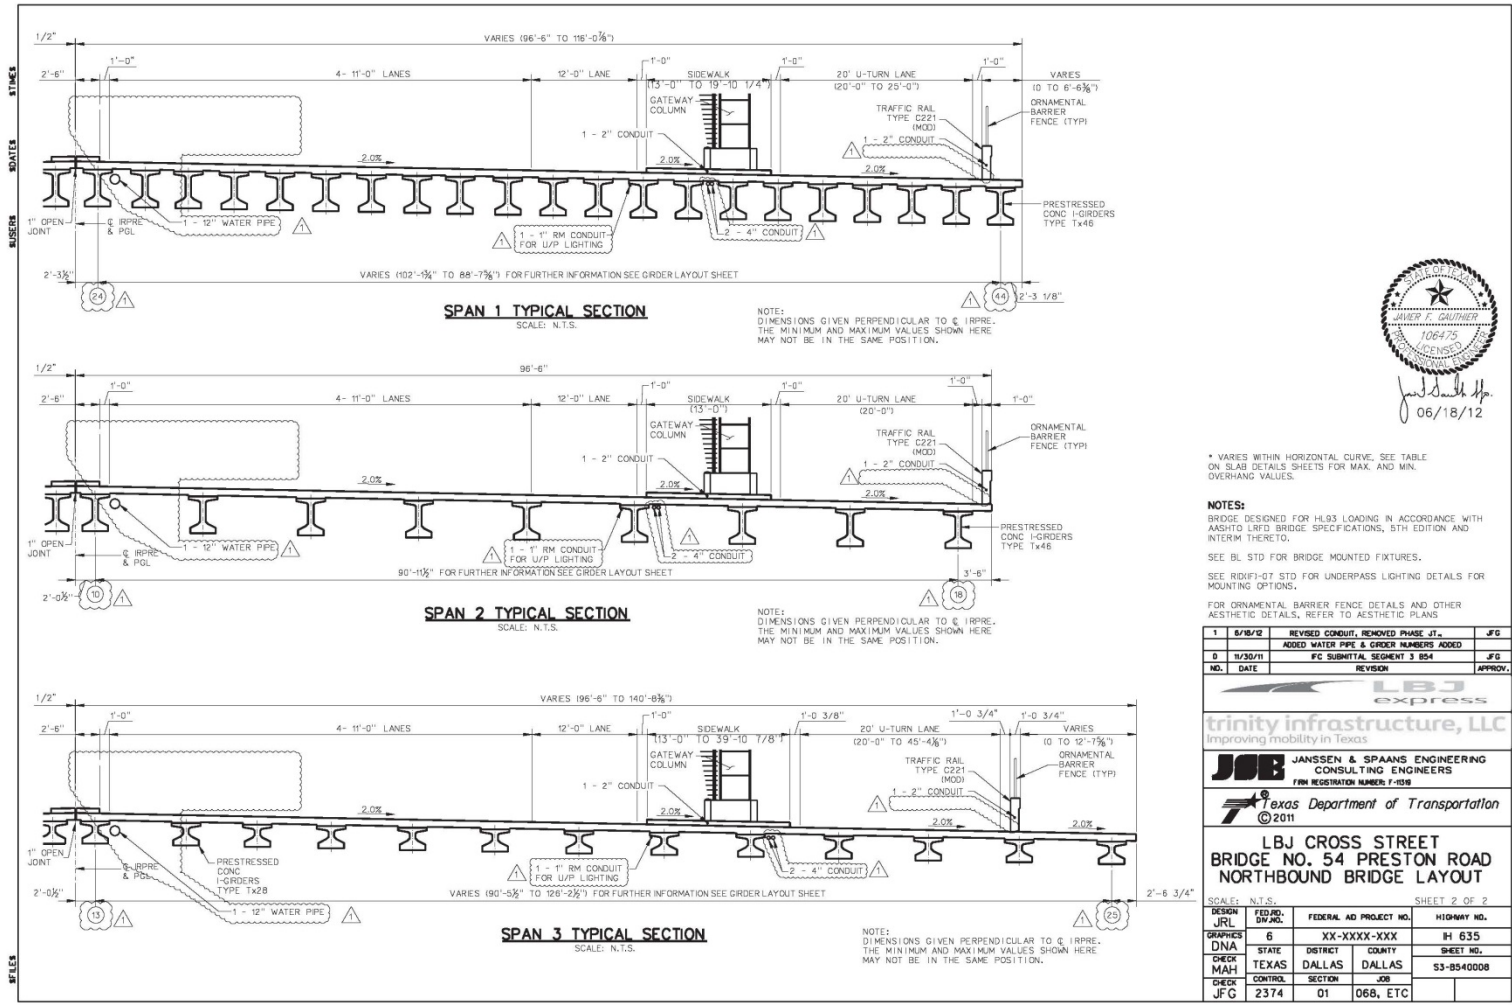 $TIME$
$DATE$
$USER$
$FILE$
1/2"
VARIES (96'-6" TO 116'-0⅞")
2'-6"
1'-0"
4- 11'-0" LANES
12'-0" LANE
1'-0"
SIDEWALK
(13'-0" TO 19'-10 1/4")
1'-0"
20' U-TURN LANE
(20'-0" TO 25'-0")
1'-0"
VARIES
GATEWAY
COLUMN
TRAFFIC RAIL
TYPE C221
(MOD)
ORNAMENTAL
BARRIER
FENCE (TYP)
1 - 2" CONDUIT
1 - 2" CONDUIT
2.0%
2.0%
2.0%
1" OPEN
JOINT
℄ IRPRE
& PGL
1 - 12" WATER PIPE
1 - 1" RM CONDUIT
FOR U/P LIGHTING
2 - 4" CONDUIT
PRESTRESSED
CONC I-GIRDERS
TYPE Tx46
2'-3½"
VARIES (102'-1¾" TO 88'-7⅝") FOR FURTHER INFORMATION SEE GIRDER LAYOUT SHEET
24
44
2'-3 1/8"
SPAN 1 TYPICAL SECTION
SCALE: N.T.S.
NOTE:
DIMENSIONS GIVEN PERPENDICULAR TO ℄ IRPRE.
THE MINIMUM AND MAXIMUM VALUES SHOWN HERE
MAY NOT BE IN THE SAME POSITION.
1/2"
96'-6"
2'-6"
1'-0"
4- 11'-0" LANES
12'-0" LANE
1'-0"
SIDEWALK
(13'-0")
1'-0"
20' U-TURN LANE
(20'-0")
1'-0"
1'-0"
GATEWAY
COLUMN
TRAFFIC RAIL
TYPE C221
(MOD)
ORNAMENTAL
BARRIER
FENCE (TYP)
1 - 2" CONDUIT
1 - 2" CONDUIT
2.0%
2.0%
2.0%
1" OPEN
JOINT
℄ IRPRE
& PGL
1 - 12" WATER PIPE
1 - 1" RM CONDUIT
FOR U/P LIGHTING
2 - 4" CONDUIT
PRESTRESSED
CONC I-GIRDERS
TYPE Tx46
90'-11½" FOR FURTHER INFORMATION SEE GIRDER LAYOUT SHEET
3'-6"
2'-0½"
10
18
SPAN 2 TYPICAL SECTION
SCALE: N.T.S.
NOTE:
DIMENSIONS GIVEN PERPENDICULAR TO ℄ IRPRE.
THE MINIMUM AND MAXIMUM VALUES SHOWN HERE
MAY NOT BE IN THE SAME POSITION.
1/2"
VARIES (96'-6" TO 140'-8⅜")
2'-6"
1'-0"
4- 11'-0" LANES
12'-0" LANE
1'-0"
SIDEWALK
(13'-0" TO 39'-10 7/8")
1'-0 3/8"
20' U-TURN LANE
1'-0 3/4"
1'-0 3/4"
VARIES
GATEWAY
COLUMN
TRAFFIC RAIL
TYPE C221
(MOD)
ORNAMENTAL
BARRIER
FENCE (TYP)
1 - 2" CONDUIT
1 - 2" CONDUIT
2.0%
2.0%
2.0%
2.0%
1" OPEN
JOINT
℄ IRPRE
& PGL
PRESTRESSED
CONC
I-GIRDERS
TYPE Tx28
1 - 1" RM CONDUIT
FOR U/P LIGHTING
2 - 4" CONDUIT
2'-0½"
VARIES (90'-5½" TO 126'-2½") FOR FURTHER INFORMATION SEE GIRDER LAYOUT SHEET
2'-6 3/4"
13
1 - 12" WATER PIPE
25
SPAN 3 TYPICAL SECTION
SCALE: N.T.S.
NOTE:
DIMENSIONS GIVEN PERPENDICULAR TO ℄ IRPRE.
THE MINIMUM AND MAXIMUM VALUES SHOWN HERE
MAY NOT BE IN THE SAME POSITION.
STATE OF TEXAS
JAVIER F. GAUTHIER
106475
LICENSED
PROFESSIONAL ENGINEER
06/18/12
* VARIES WITHIN HORIZONTAL CURVE, SEE TABLE
ON SLAB DETAILS SHEETS FOR MAX. AND MIN.
OVERHANG VALUES.
NOTES:
BRIDGE DESIGNED FOR HL93 LOADING IN ACCORDANCE WITH
AASHTO LRFD BRIDGE SPECIFICATIONS, 5TH EDITION AND
INTERIM THERETO.
SEE BL STD FOR BRIDGE MOUNTED FIXTURES.
SEE RID(F)-07 STD FOR UNDERPASS LIGHTING DETAILS FOR
MOUNTING OPTIONS.
FOR ORNAMENTAL BARRIER FENCE DETAILS AND OTHER
AESTHETIC DETAILS, REFER TO AESTHETIC PLANS
1 6/18/12 REVISED CONDUIT, REMOVED PHASE JT., JFG
ADDED WATER PIPE & GIRDER NUMBERS ADDED
0 11/30/11 IFC SUBMITTAL SEGMENT 3 B54 JFG
NO. DATE REVISION APPROV.
LBJ
express
trinity infrastructure, LLC
Improving mobility in Texas
JSE JANSSEN & SPAANS ENGINEERING
CONSULTING ENGINEERS
FIRM REGISTRATION NUMBER: F-11519
Texas Department of Transportation
© 2011
LBJ CROSS STREET
BRIDGE NO. 54 PRESTON ROAD
NORTHBOUND BRIDGE LAYOUT
SCALE: N.T.S. SHEET 2 OF 2
DESIGN FED.RD. DIV.NO. FEDERAL AID PROJECT NO. HIGHWAY NO.
JRL 6 XX-XXXX-XXX IH 635
GRAPHICS STATE DISTRICT COUNTY SHEET NO.
DNA TEXAS DALLAS DALLAS S3-B540008
CHECK CONTROL SECTION JOB
MAH 2374 01 068, ETC
CHECK
JFG